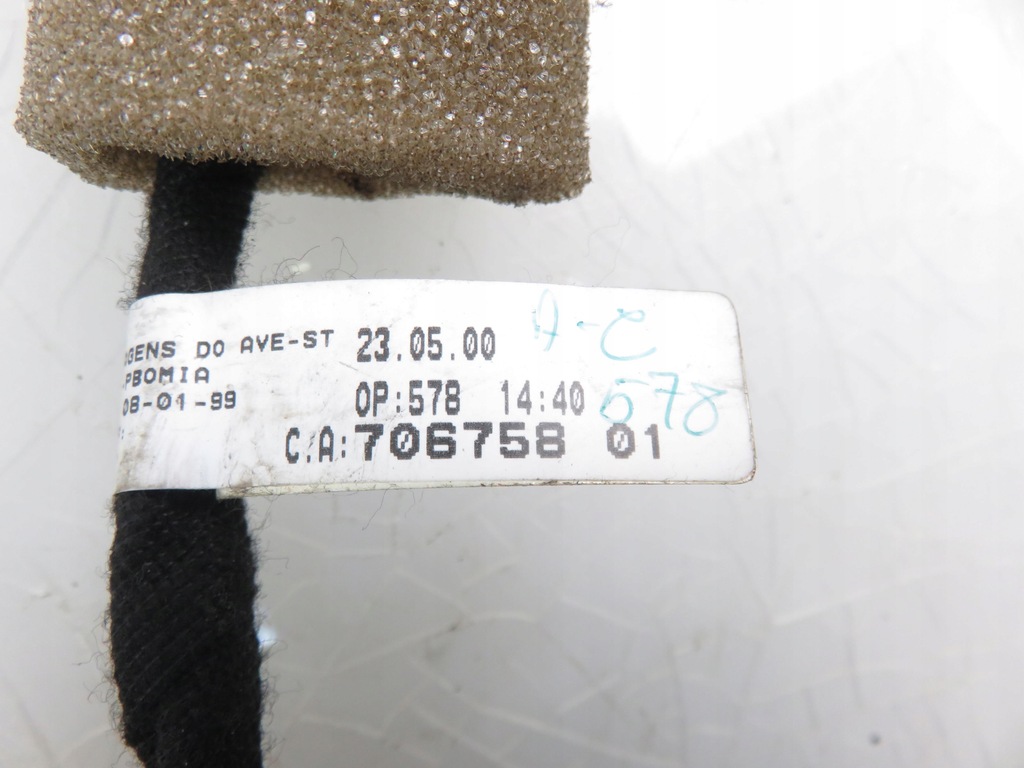 GENS DO AVE-ST 23.05.00
PBOMIA
08-01-99 OP:578 14:40 578
C.A:706758 01